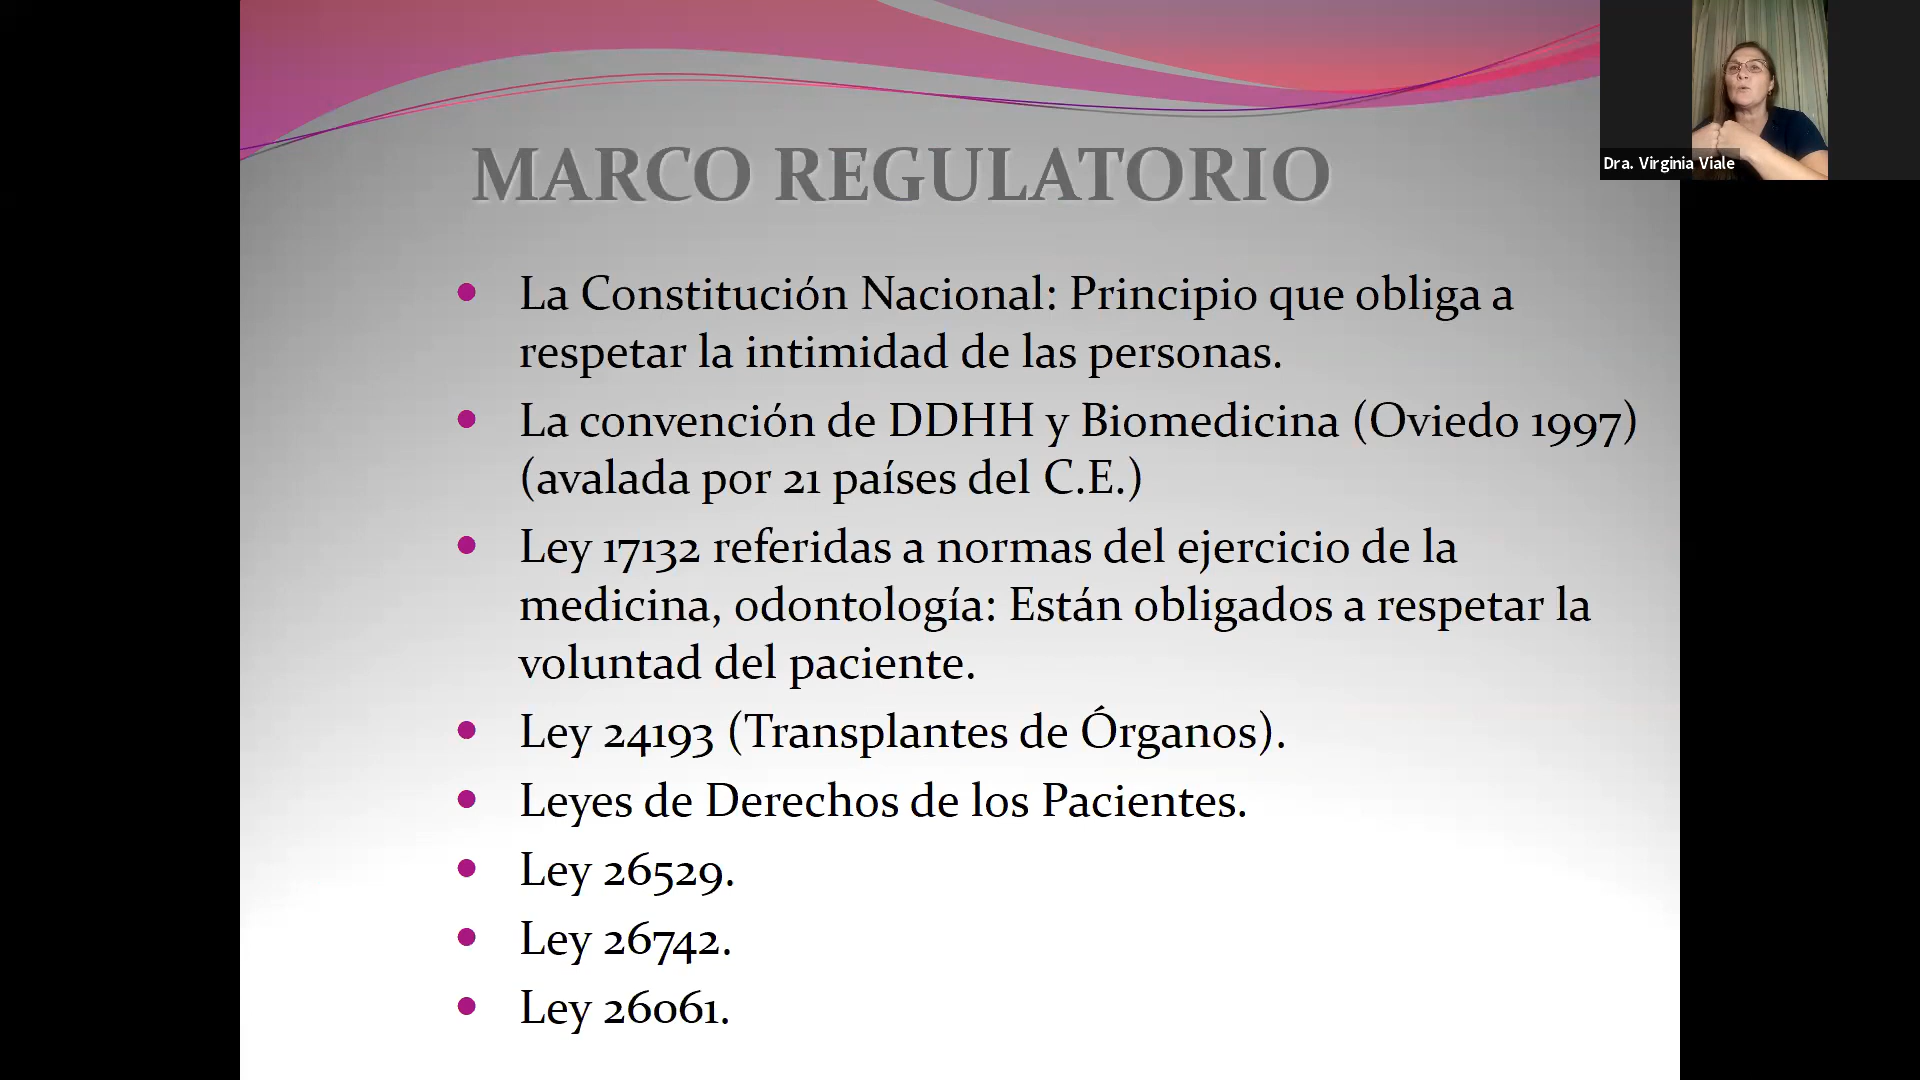 MARCO REGULATORIO
• La Constitución Nacional: Principio que obliga a
respetar la intimidad de las personas.
• La convención de DDHH y Biomedicina (Oviedo 1997)
(avalada por 21 países del C.E.)
• Ley 17132 referidas a normas del ejercicio de la
medicina, odontología: Están obligados a respetar la
voluntad del paciente.
• Ley 24193 (Transplantes de Órganos).
• Leyes de Derechos de los Pacientes.
• Ley 26529.
• Ley 26742.
• Ley 26061.
Dra. Virginia Viale